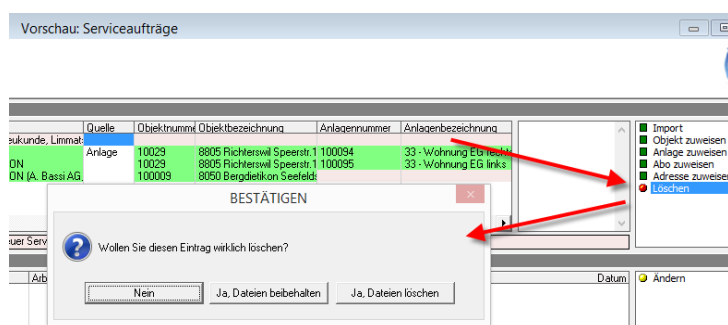 Vorschau: Serviceaufträge
Quelle Objektnumme Objektbezeichnung Anlagennummer Anlagenbezeichnung
eukunde, Limmat
Anlage 10029 8805 Richterswil Speerstr.1 100094 33 - Wohnung EG rechts
ON 10029 8805 Richterswil Speerstr.1 100095 33 - Wohnung EG links
ON (A. Bassi AG, 100009 8050 Bergdietikon Seefelds
Import
Objekt zuweisen
Anlage zuweisen
Abo zuweisen
Adresse zuweisen
Löschen
BESTÄTIGEN
Wollen Sie diesen Eintrag wirklich löschen?
Nein Ja, Dateien beibehalten Ja, Dateien löschen
euer Serv
Arb Datum
Ändern